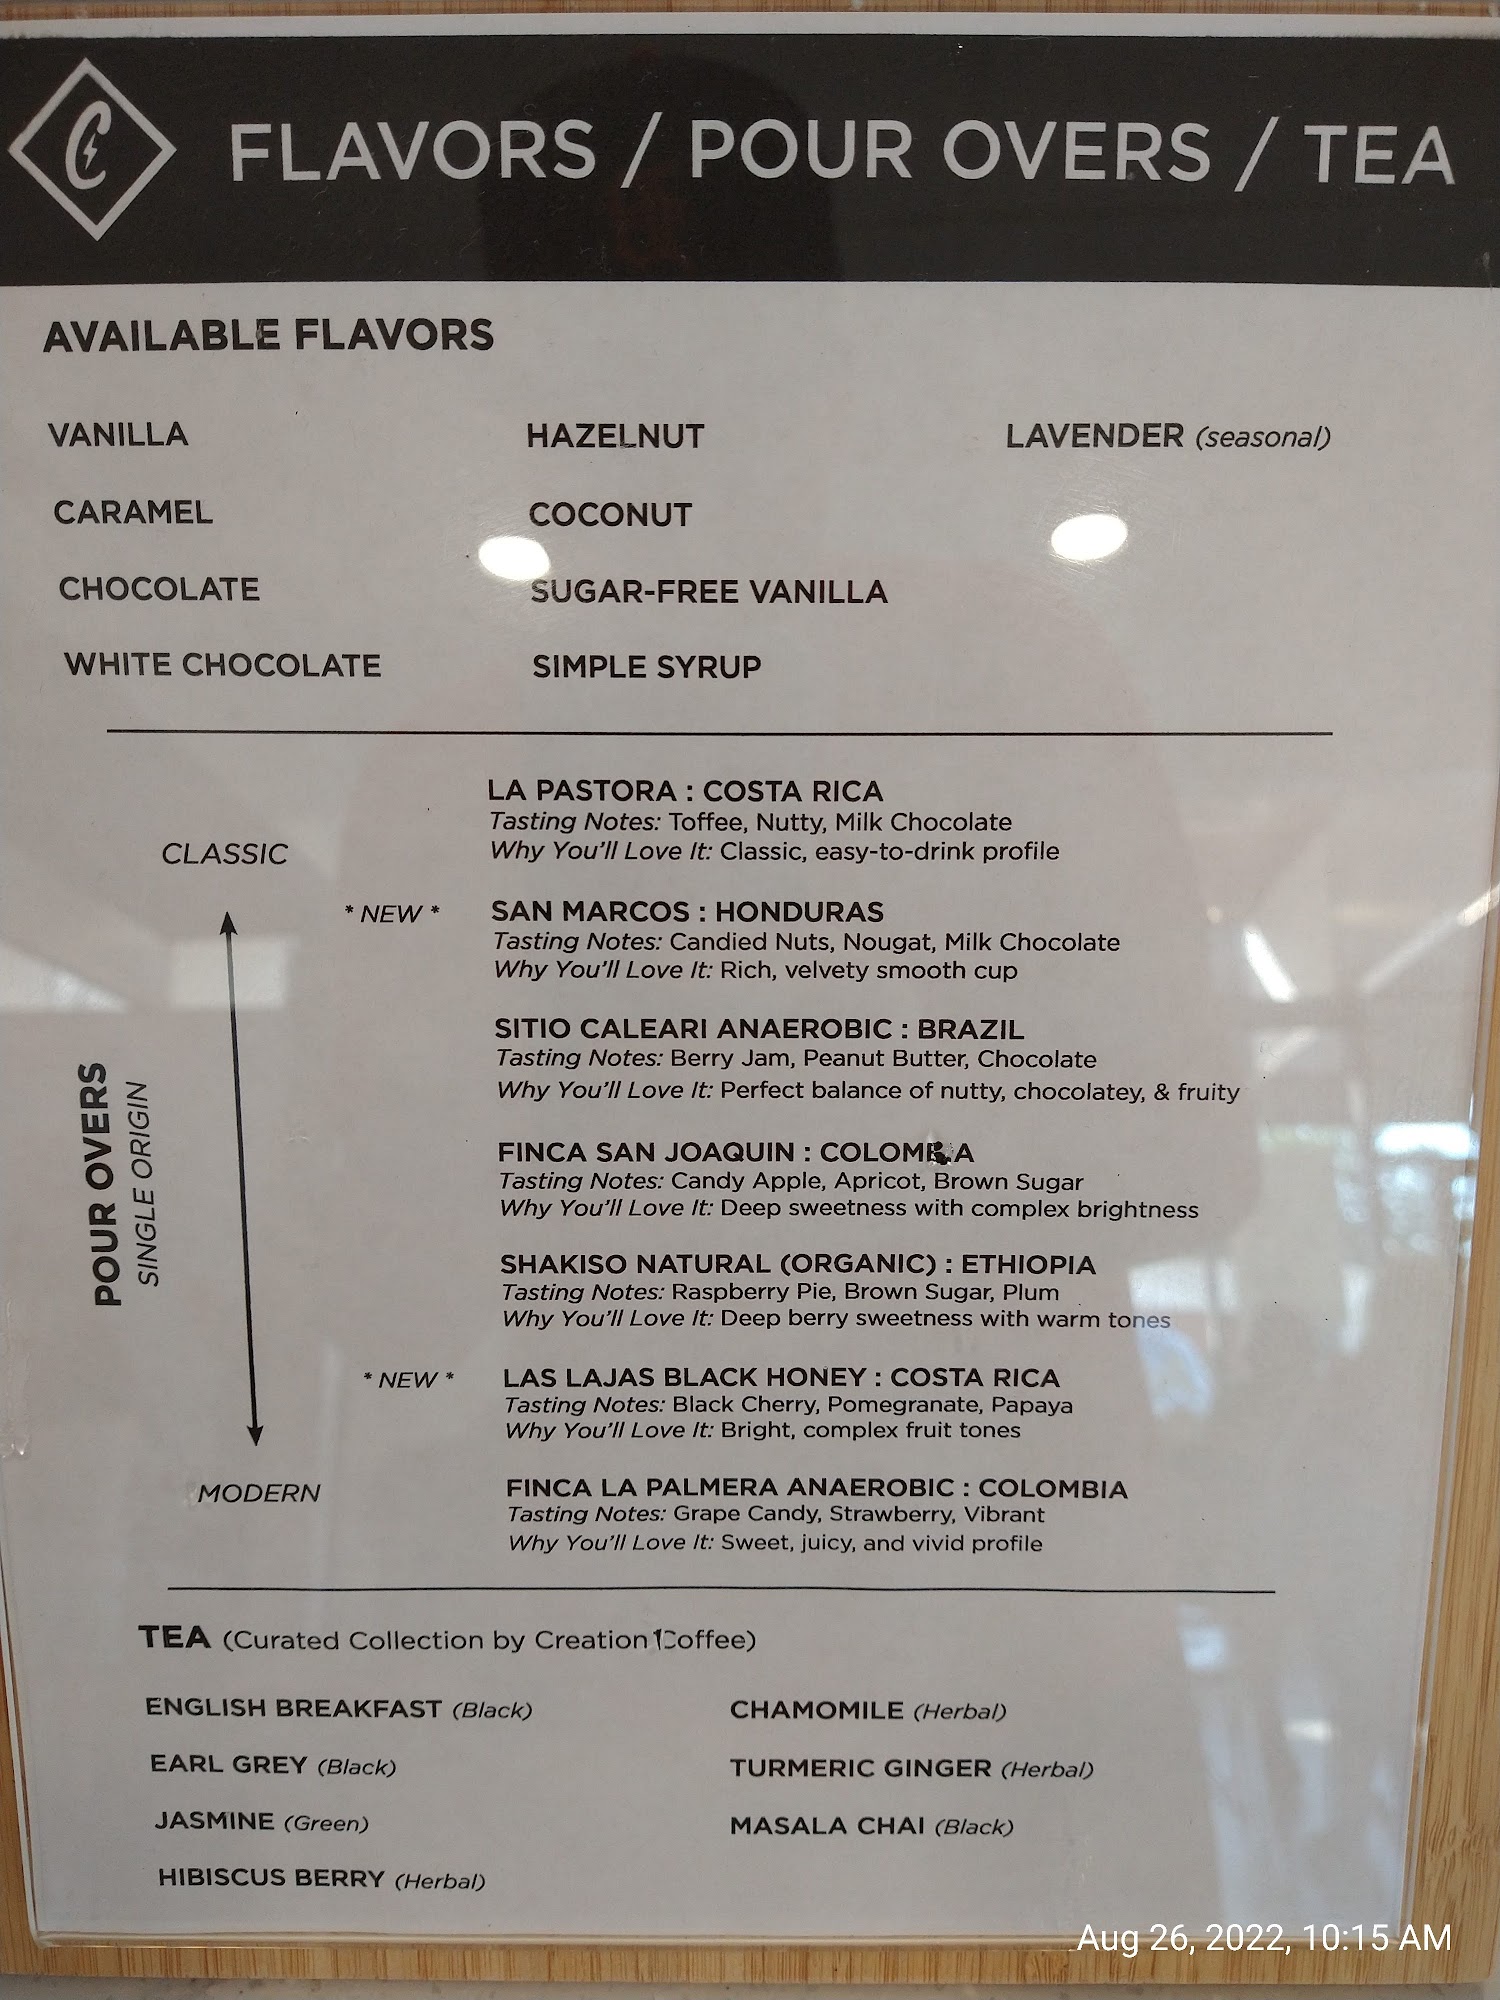 FLAVORS / POUR OVERS / TEA
AVAILABLE FLAVORS
VANILLA
CARAMEL
CHOCOLATE
WHITE CHOCOLATE
HAZELNUT
COCONUT
SUGAR-FREE VANILLA
SIMPLE SYRUP
LAVENDER (seasonal)
POUR OVERS
SINGLE ORIGIN
CLASSIC
LA PASTORA : COSTA RICA
Tasting Notes: Toffee, Nutty, Milk Chocolate
Why You'll Love It: Classic, easy-to-drink profile
* NEW * SAN MARCOS : HONDURAS
Tasting Notes: Candied Nuts, Nougat, Milk Chocolate
Why You'll Love It: Rich, velvety smooth cup
SITIO CALEARI ANAEROBIC : BRAZIL
Tasting Notes: Berry Jam, Peanut Butter, Chocolate
Why You'll Love It: Perfect balance of nutty, chocolatey, & fruity
FINCA SAN JOAQUIN : COLOMBIA
Tasting Notes: Candy Apple, Apricot, Brown Sugar
Why You'll Love It: Deep sweetness with complex brightness
SHAKISO NATURAL (ORGANIC) : ETHIOPIA
Tasting Notes: Raspberry Pie, Brown Sugar, Plum
Why You'll Love It: Deep berry sweetness with warm tones
* NEW * LAS LAJAS BLACK HONEY : COSTA RICA
Tasting Notes: Black Cherry, Pomegranate, Papaya
Why You'll Love It: Bright, complex fruit tones
MODERN
FINCA LA PALMERA ANAEROBIC : COLOMBIA
Tasting Notes: Grape Candy, Strawberry, Vibrant
Why You'll Love It: Sweet, juicy, and vivid profile
TEA (Curated Collection by Creation Coffee)
ENGLISH BREAKFAST (Black)
EARL GREY (Black)
JASMINE (Green)
HIBISCUS BERRY (Herbal)
CHAMOMILE (Herbal)
TURMERIC GINGER (Herbal)
MASALA CHAI (Black)
Aug 26, 2022, 10:15 AM